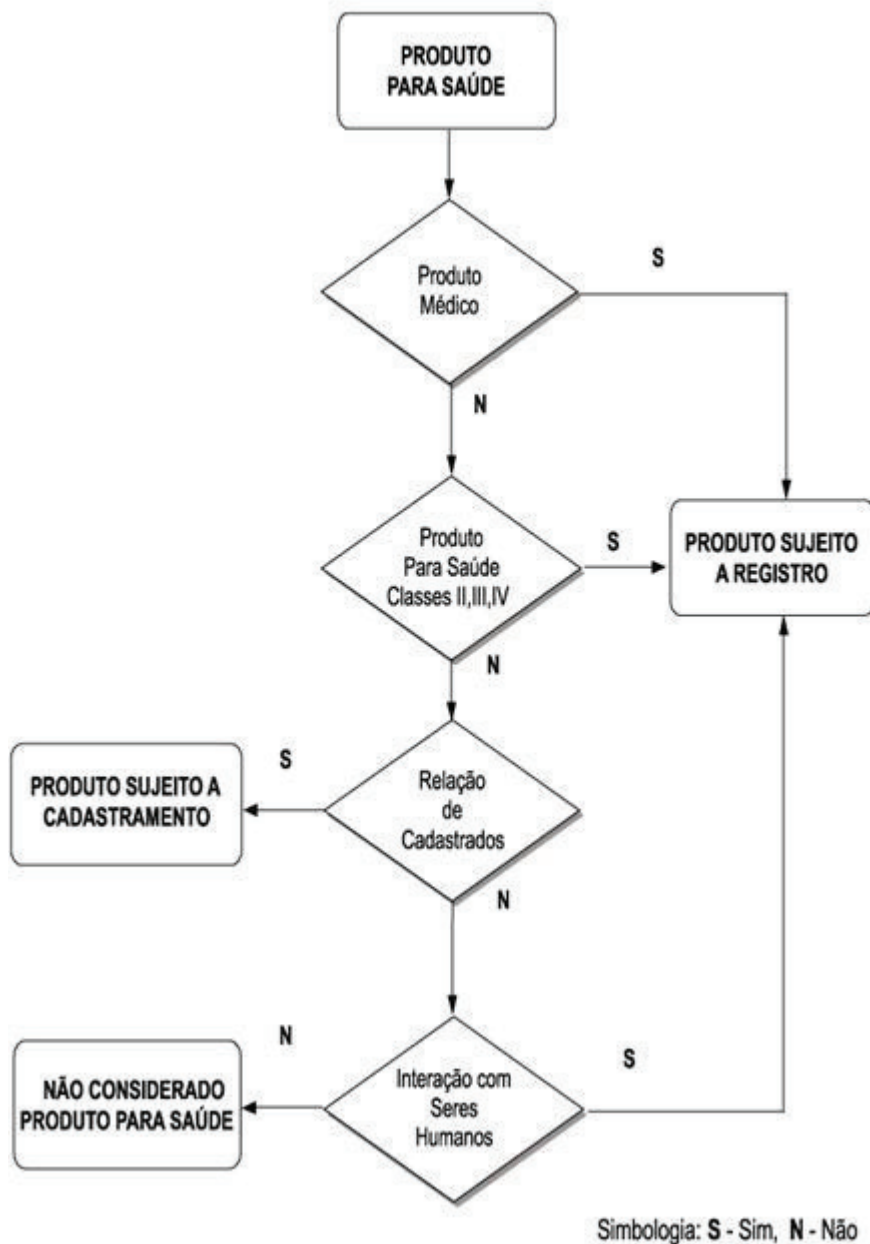 PRODUTO
PARA SAÚDE
Produto
Médico
S
N
Produto
Para Saúde
Classes II,III,IV
S
PRODUTO SUJEITO
A REGISTRO
N
Relação
de
Cadastrados
S
PRODUTO SUJEITO A
CADASTRAMENTO
N
Interação com
Seres
Humanos
N
S
NÃO CONSIDERADO
PRODUTO PARA SAÚDE
Simbologia: S - Sim, N - Não